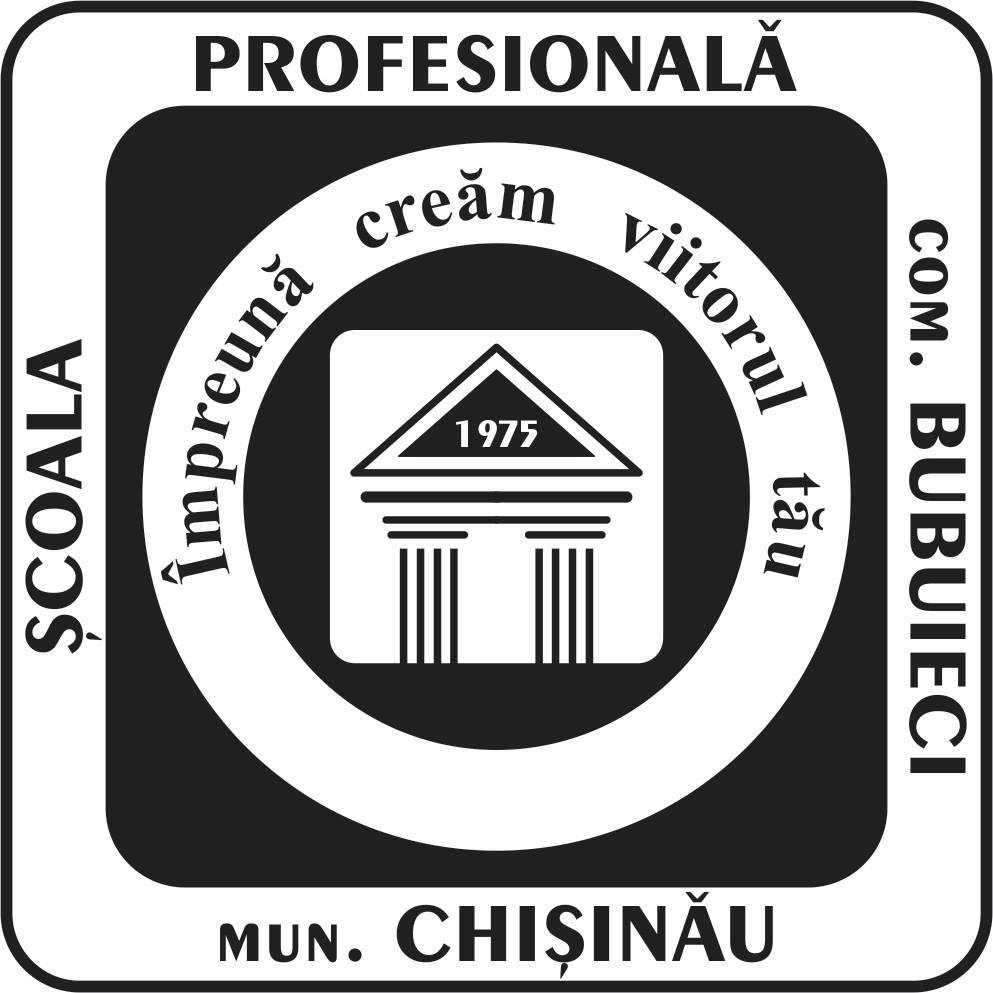 ȘCOALA
PROFESIONALĂ
COM. BUBUIECI
MUN. CHIȘINĂU
Împreună creăm viitorul tău
1975